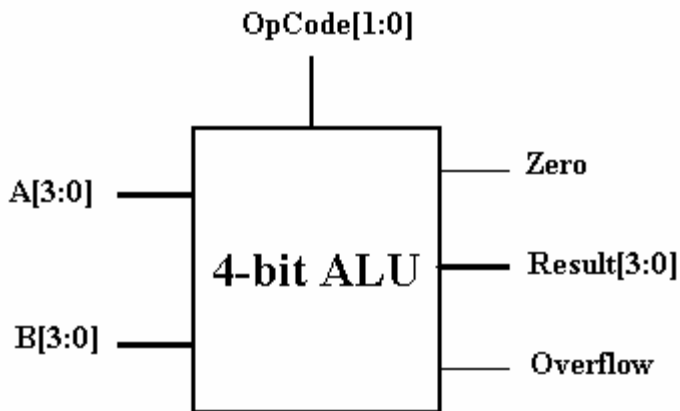 OpCode[1:0]
Zero
A[3:0]
4-bit ALU
Result[3:0]
B[3:0]
Overflow